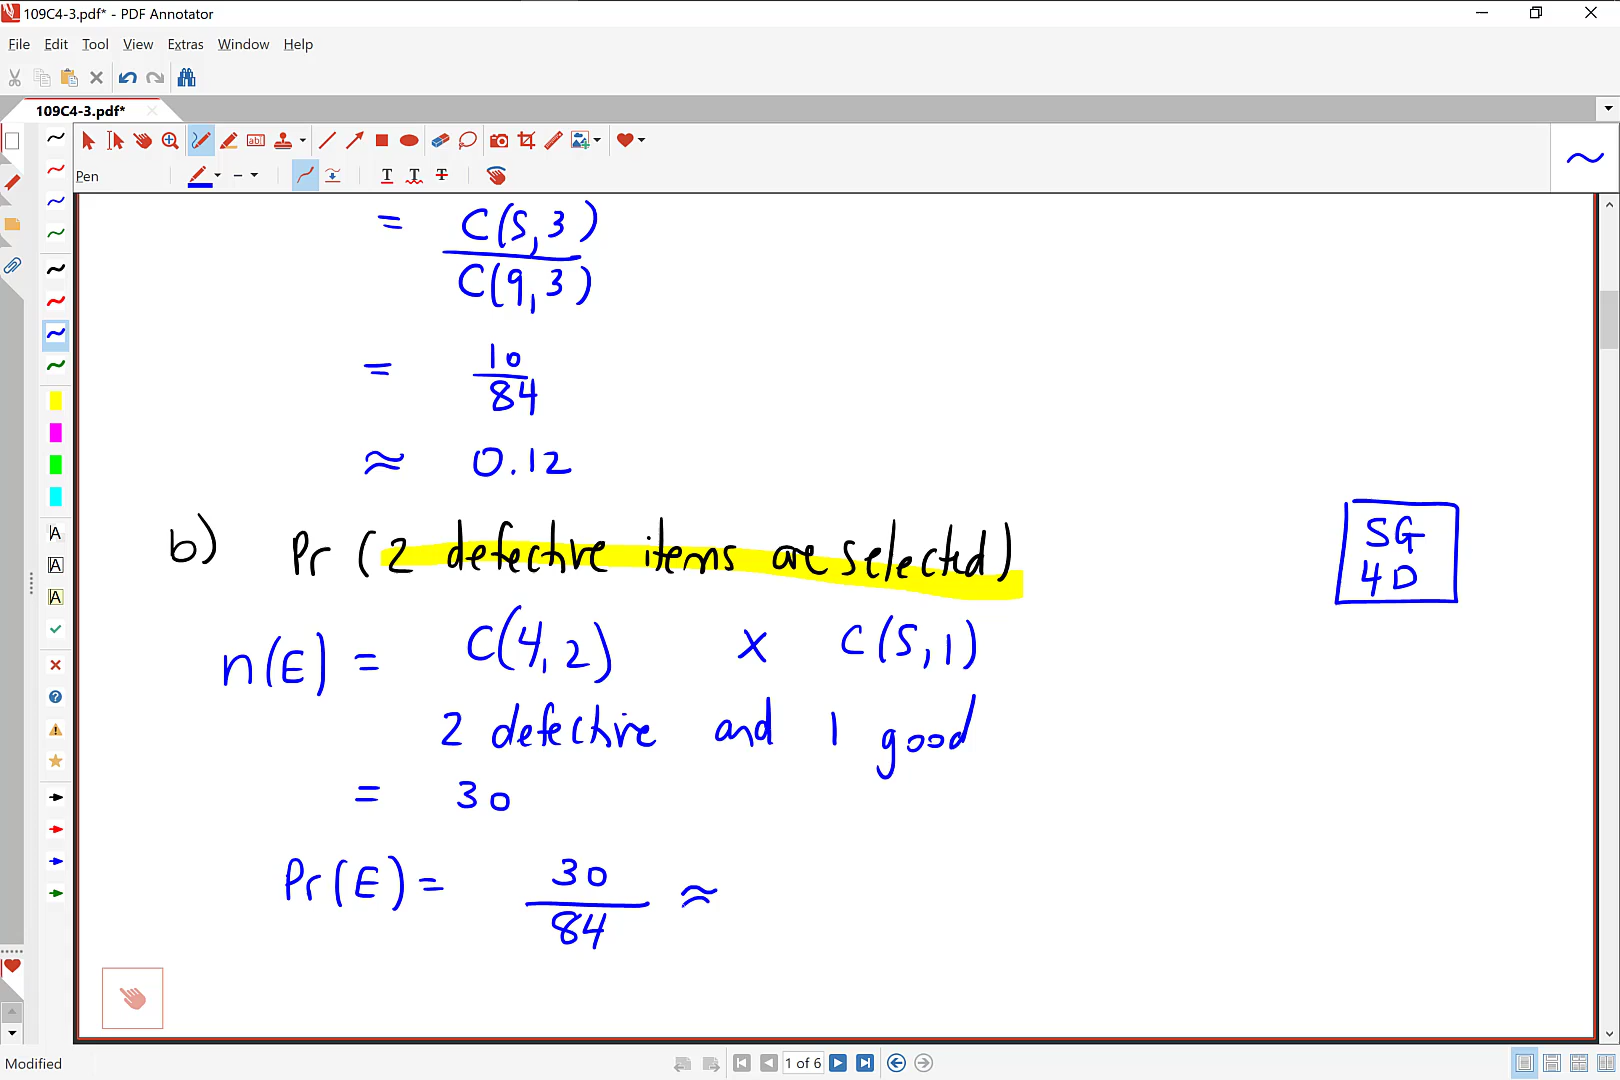 109C4-3.pdf* - PDF Annotator
File Edit Tool View Extras Window Help
109C4-3.pdf*
Pen
= C(5,3)
C(9,3)
= 10
84
≈ 0.12
b) Pr (2 defective items are selected)
5G
4D
n(E) = C(4,2) x C(5,1)
2 defective and 1 good
= 30
Pr(E) = 30 ≈
84
Modified
1 of 6